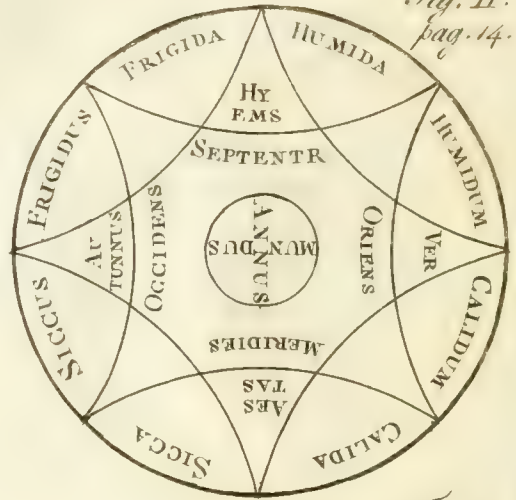 Fig. II.
pag. 14.
FRIGIDA
HUMIDA
HUMIDUM
CALIDUM
CALIDA
SICCA
SICCUS
FRIGIDUS
HY
EMS
SEPTENTR
ORIENS
VER
MERIDIES
AES
TAS
OCCIDENS
AU
TUNNUS
MUNDUS
ANNUS